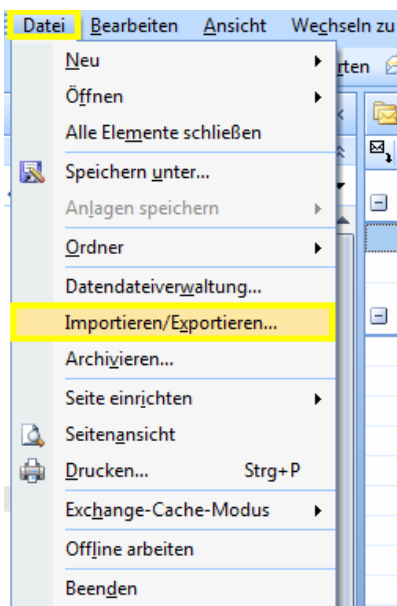 Datei Bearbeiten Ansicht Wechseln zu
Neu
Öffnen
Alle Elemente schließen
Speichern unter...
Anlagen speichern
Ordner
Datendateiverwaltung...
Importieren/Exportieren...
Archivieren...
Seite einrichten
Seitenansicht
Drucken... Strg+P
Exchange-Cache-Modus
Offline arbeiten
Beenden